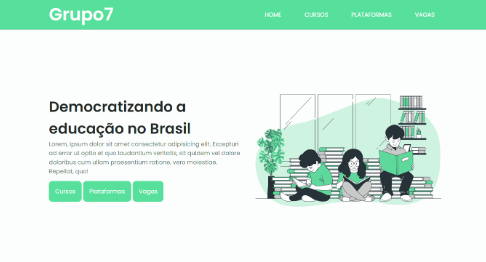 Grupo7
HOME CURSOS PLATAFORMAS VAGAS
Democratizando a
educação no Brasil
Lorem, ipsum dolor sit amet consectetur adipisicing elit. Excepturi
ad error ut optio et quo laudantium veritatis, sit quidem vel dolore
doloribus cum ullam praesentium ratione, vero molestiae.
Repellat, quo!
Cursos Plataformas Vagas